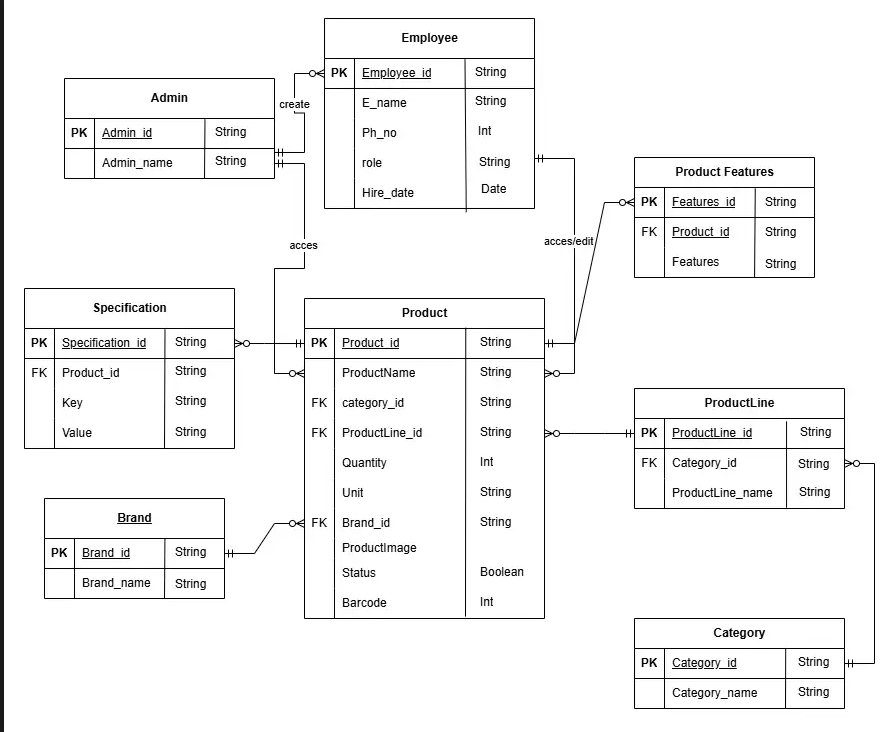 Employee
PK Employee_id String
E_name String
Ph_no Int
role String
Hire_date Date
Admin
PK Admin_id String
Admin_name String
create
acces
acces/edit
Product Features
PK Features_id String
FK Product_id String
Features String
Specification
PK Specification_id String
FK Product_id String
Key String
Value String
Product
PK Product_id String
ProductName String
FK category_id String
FK ProductLine_id String
Quantity Int
Unit String
FK Brand_id String
ProductImage
Status Boolean
Barcode Int
ProductLine
PK ProductLine_id String
FK Category_id String
ProductLine_name String
Brand
PK Brand_id String
Brand_name String
Category
PK Category_id String
Category_name String